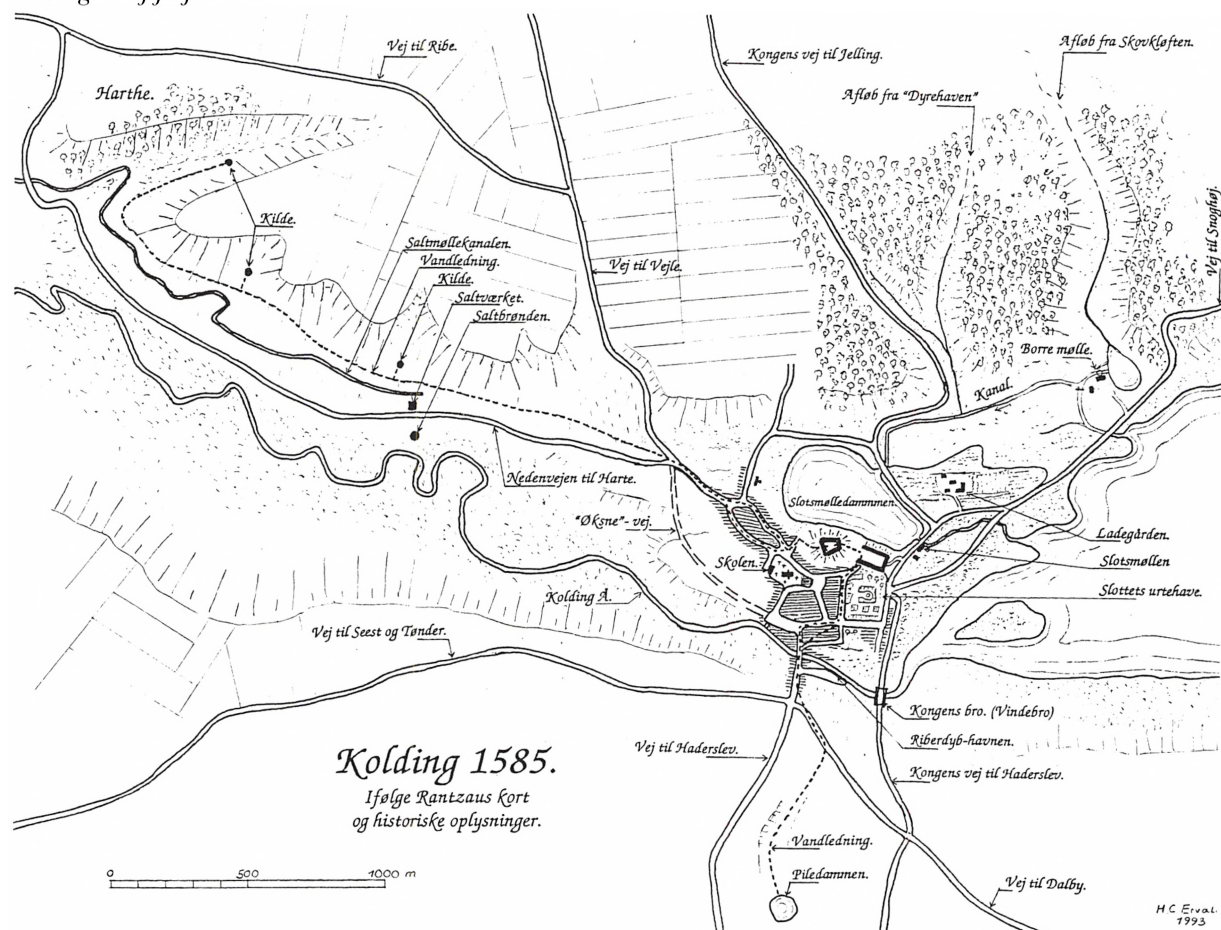 Vej til Ribe.
Kongens vej til Jelling.
Afløb fra Skovkløften.
Harthe.
Afløb fra "Dyrehaven"
Vej til Snoghøj.
Kilde.
Saltmøllekanalen.
Vandledning.
Kilde.
Saltværket.
Saltbrønden.
Vej til Vejle.
Borre mølle.
Kanal.
Nedenvejen til Harte.
Slotsmølledammmen.
"Øksne"- vej.
Ladegården.
Skolen.
Slotsmøllen
Kolding Å.
Slottets urtehave.
Vej til Seest og Tønder.
Kongens bro. (Vindebro)
Riberdyb-havnen.
Vej til Haderslev.
Kongens vej til Haderslev.
Kolding 1585.
Ifølge Rantzaus kort
og historiske oplysninger.
Vandledning.
Piledammen.
0 500 1000 m
Vej til Dalby.
H C Erval.
1993